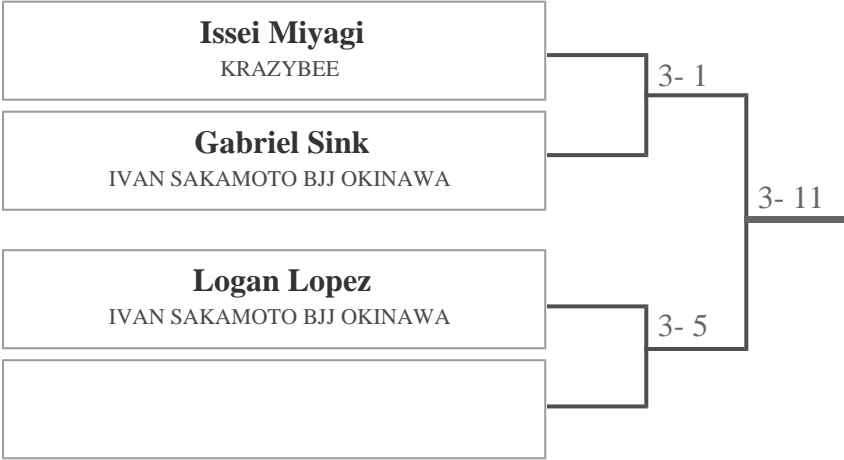 Issei Miyagi
KRAZYBEE
3- 1
Gabriel Sink
IVAN SAKAMOTO BJJ OKINAWA
3- 11
Logan Lopez
IVAN SAKAMOTO BJJ OKINAWA
3- 5